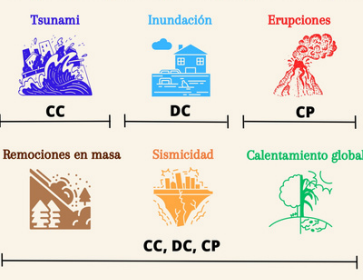 Tsunami
Inundación
Erupciones
CC
DC
CP
Remociones en masa
Sismicidad
Calentamiento global
CC, DC, CP